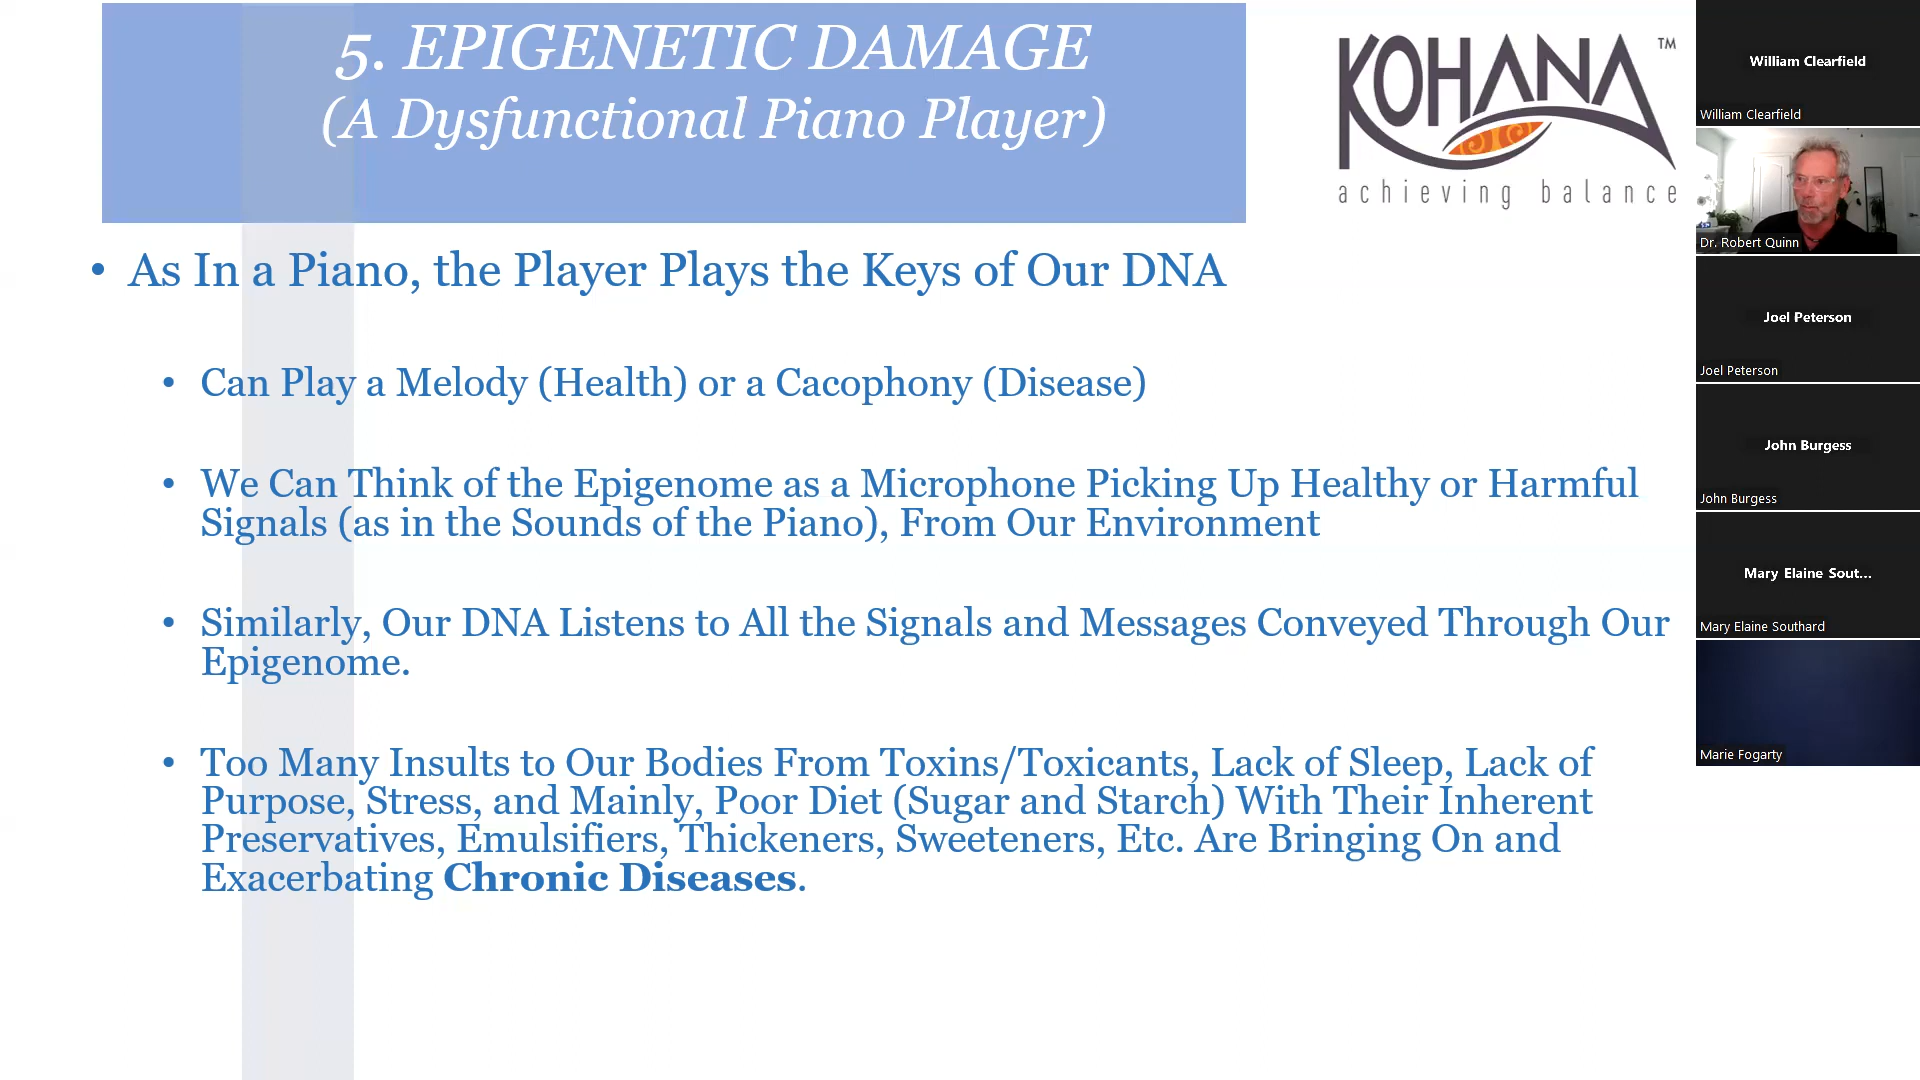 5. EPIGENETIC DAMAGE
(A Dysfunctional Piano Player)
KOHANA™
achieving balance
• As In a Piano, the Player Plays the Keys of Our DNA
• Can Play a Melody (Health) or a Cacophony (Disease)
• We Can Think of the Epigenome as a Microphone Picking Up Healthy or Harmful
Signals (as in the Sounds of the Piano), From Our Environment
• Similarly, Our DNA Listens to All the Signals and Messages Conveyed Through Our
Epigenome.
• Too Many Insults to Our Bodies From Toxins/Toxicants, Lack of Sleep, Lack of
Purpose, Stress, and Mainly, Poor Diet (Sugar and Starch) With Their Inherent
Preservatives, Emulsifiers, Thickeners, Sweeteners, Etc. Are Bringing On and
Exacerbating Chronic Diseases.
William Clearfield
William Clearfield
Dr. Robert Quinn
Joel Peterson
Joel Peterson
John Burgess
John Burgess
Mary Elaine Sout...
Mary Elaine Southard
Marie Fogarty